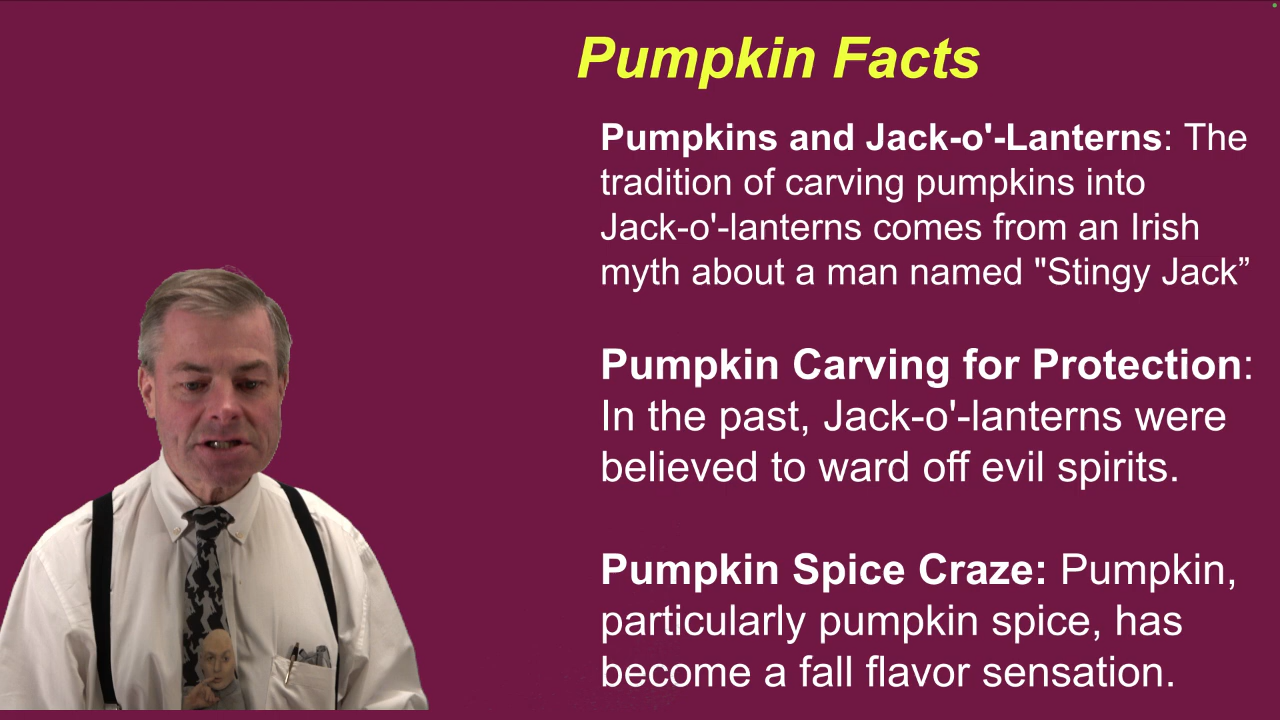 Pumpkin Facts
Pumpkins and Jack-o'-Lanterns: The
tradition of carving pumpkins into
Jack-o'-lanterns comes from an Irish
myth about a man named "Stingy Jack”
Pumpkin Carving for Protection:
In the past, Jack-o'-lanterns were
believed to ward off evil spirits.
Pumpkin Spice Craze: Pumpkin,
particularly pumpkin spice, has
become a fall flavor sensation.